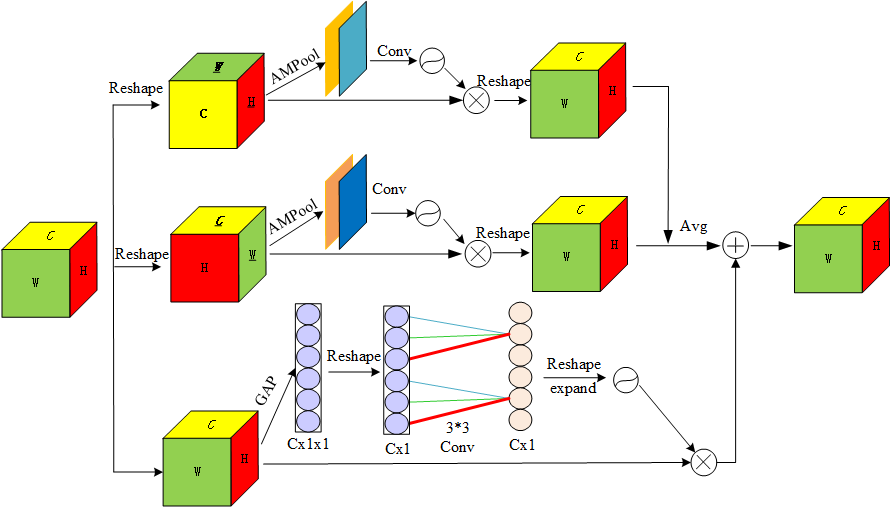 Reshape
W
C
H
AMPool
Conv
Reshape
C
W
H
C
W
H
Reshape
C
H
W
AMPool
Conv
Reshape
C
W
H
Avg
C
W
H
C
W
H
GAP
Cx1x1
Reshape
Cx1
3*3
Conv
Cx1
Reshape
expand